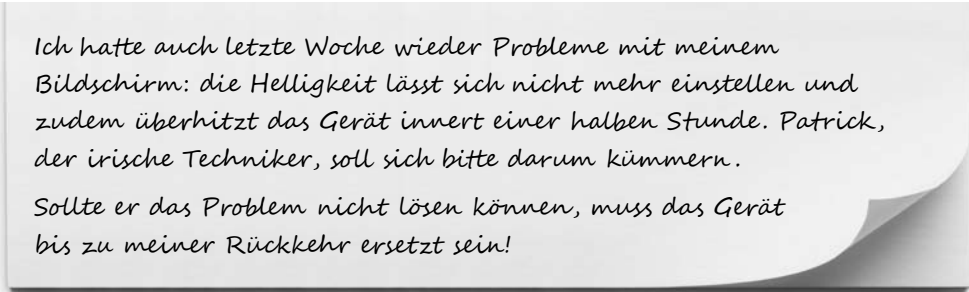 Ich hatte auch letzte Woche wieder Probleme mit meinem
Bildschirm: die Helligkeit lässt sich nicht mehr einstellen und
zudem überhitzt das Gerät innert einer halben Stunde. Patrick,
der irische Techniker, soll sich bitte darum kümmern.
Sollte er das Problem nicht lösen können, muss das Gerät
bis zu meiner Rückkehr ersetzt sein!